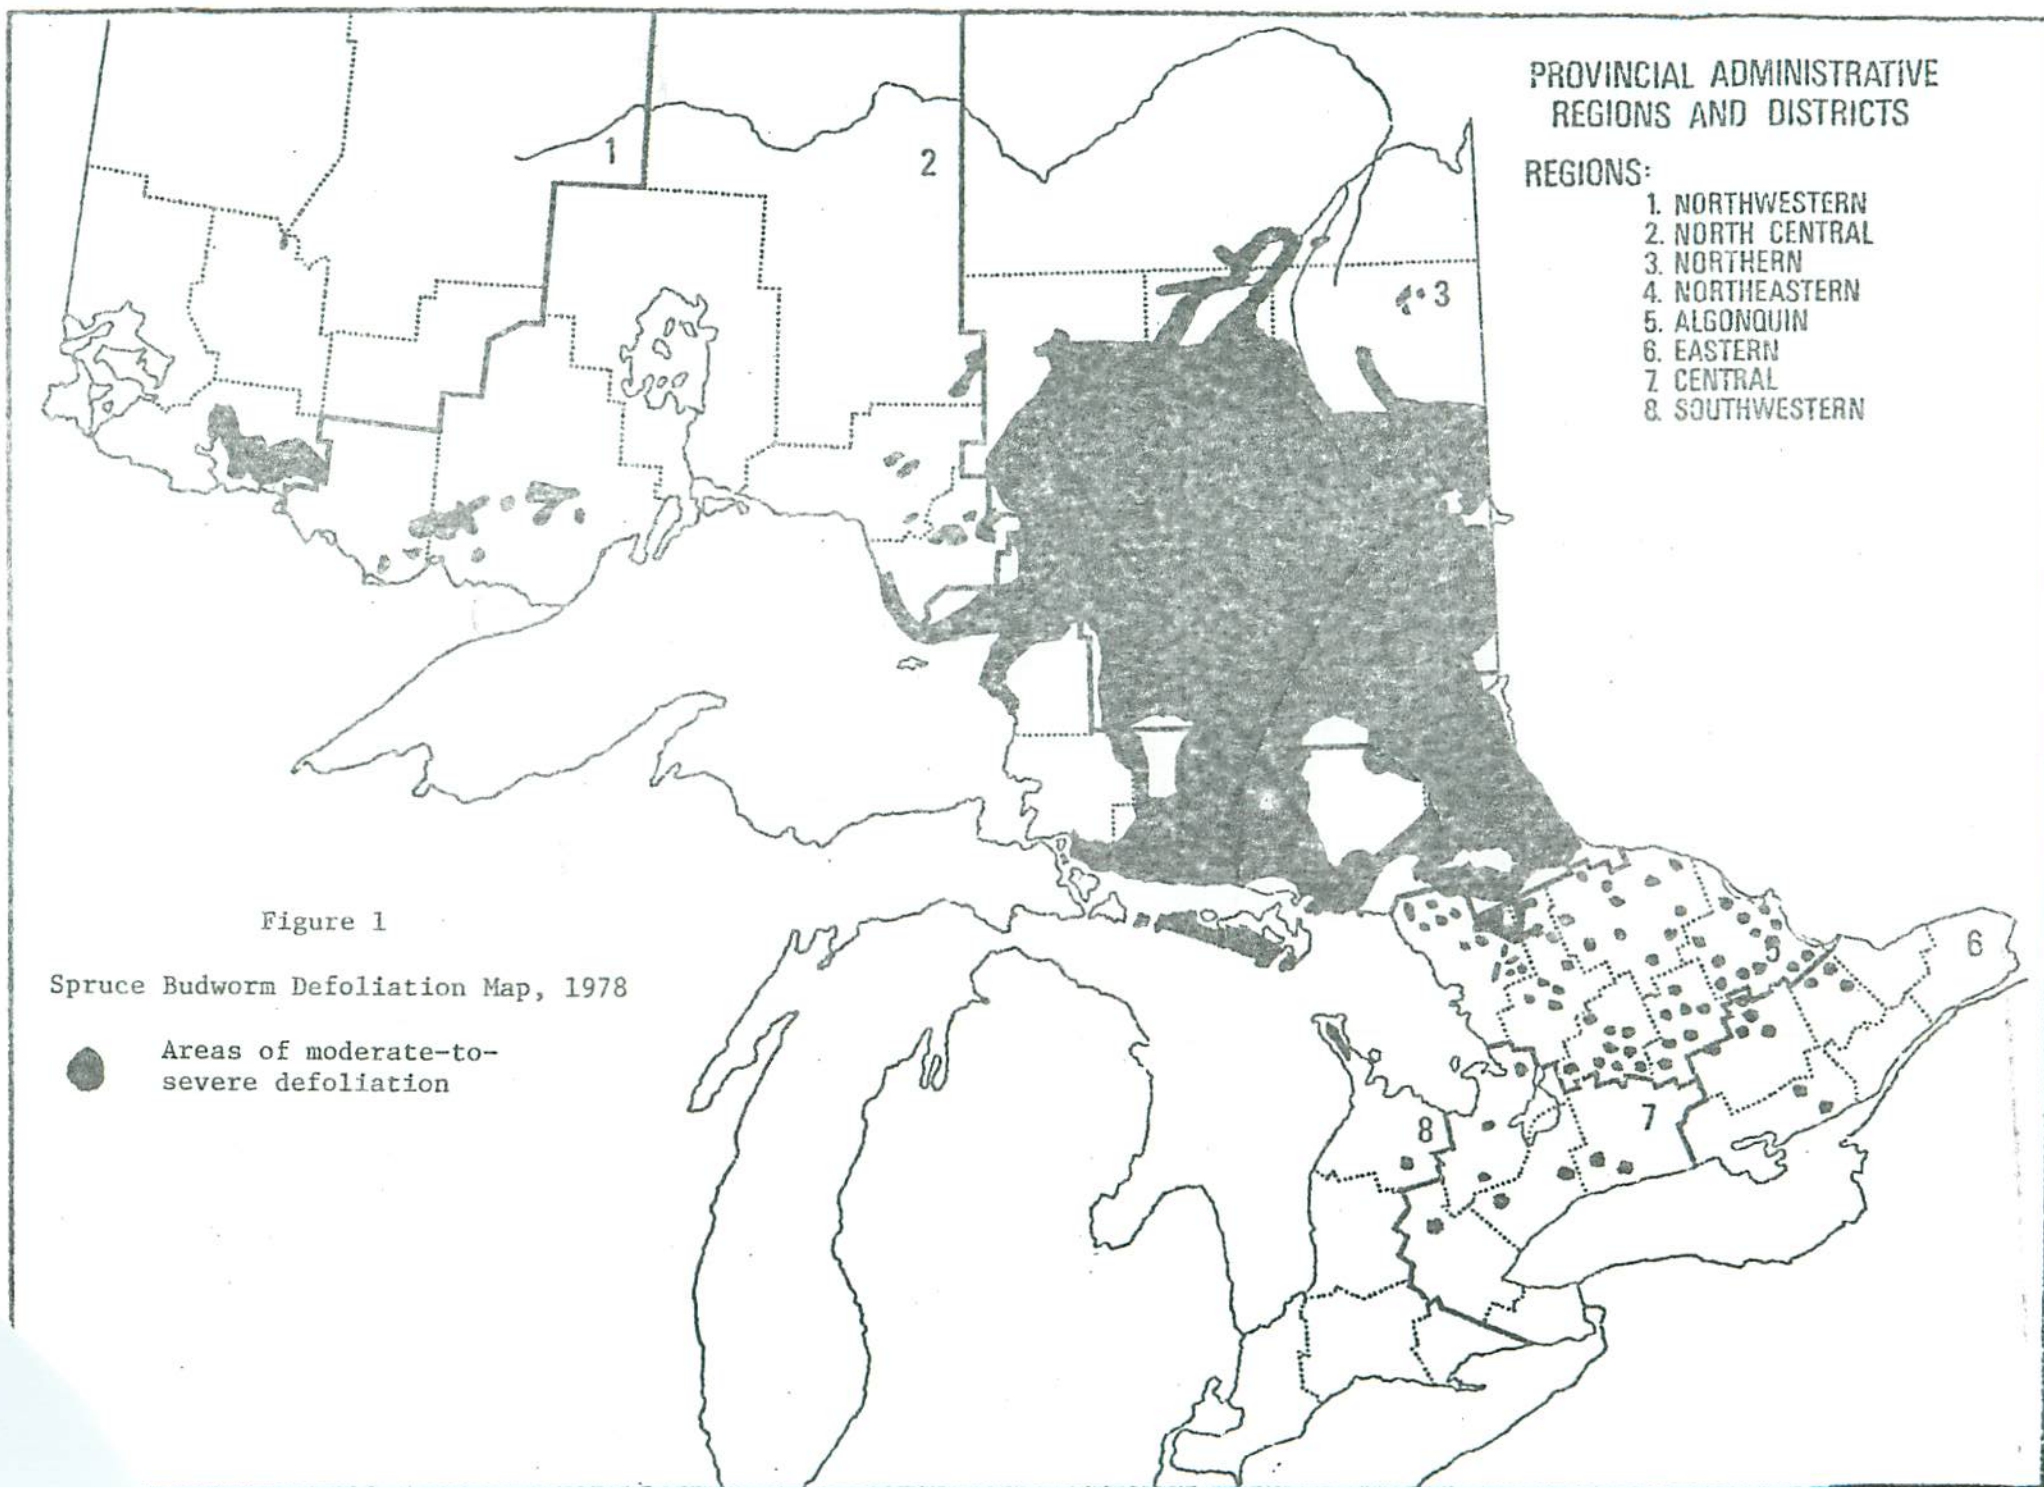 PROVINCIAL ADMINISTRATIVE
REGIONS AND DISTRICTS
REGIONS:
1. NORTHWESTERN
2. NORTH CENTRAL
3. NORTHERN
4. NORTHEASTERN
5. ALGONQUIN
6. EASTERN
7. CENTRAL
8. SOUTHWESTERN
1
2
3
5
6
7
8
Figure 1
Spruce Budworm Defoliation Map, 1978
Areas of moderate-to-
severe defoliation